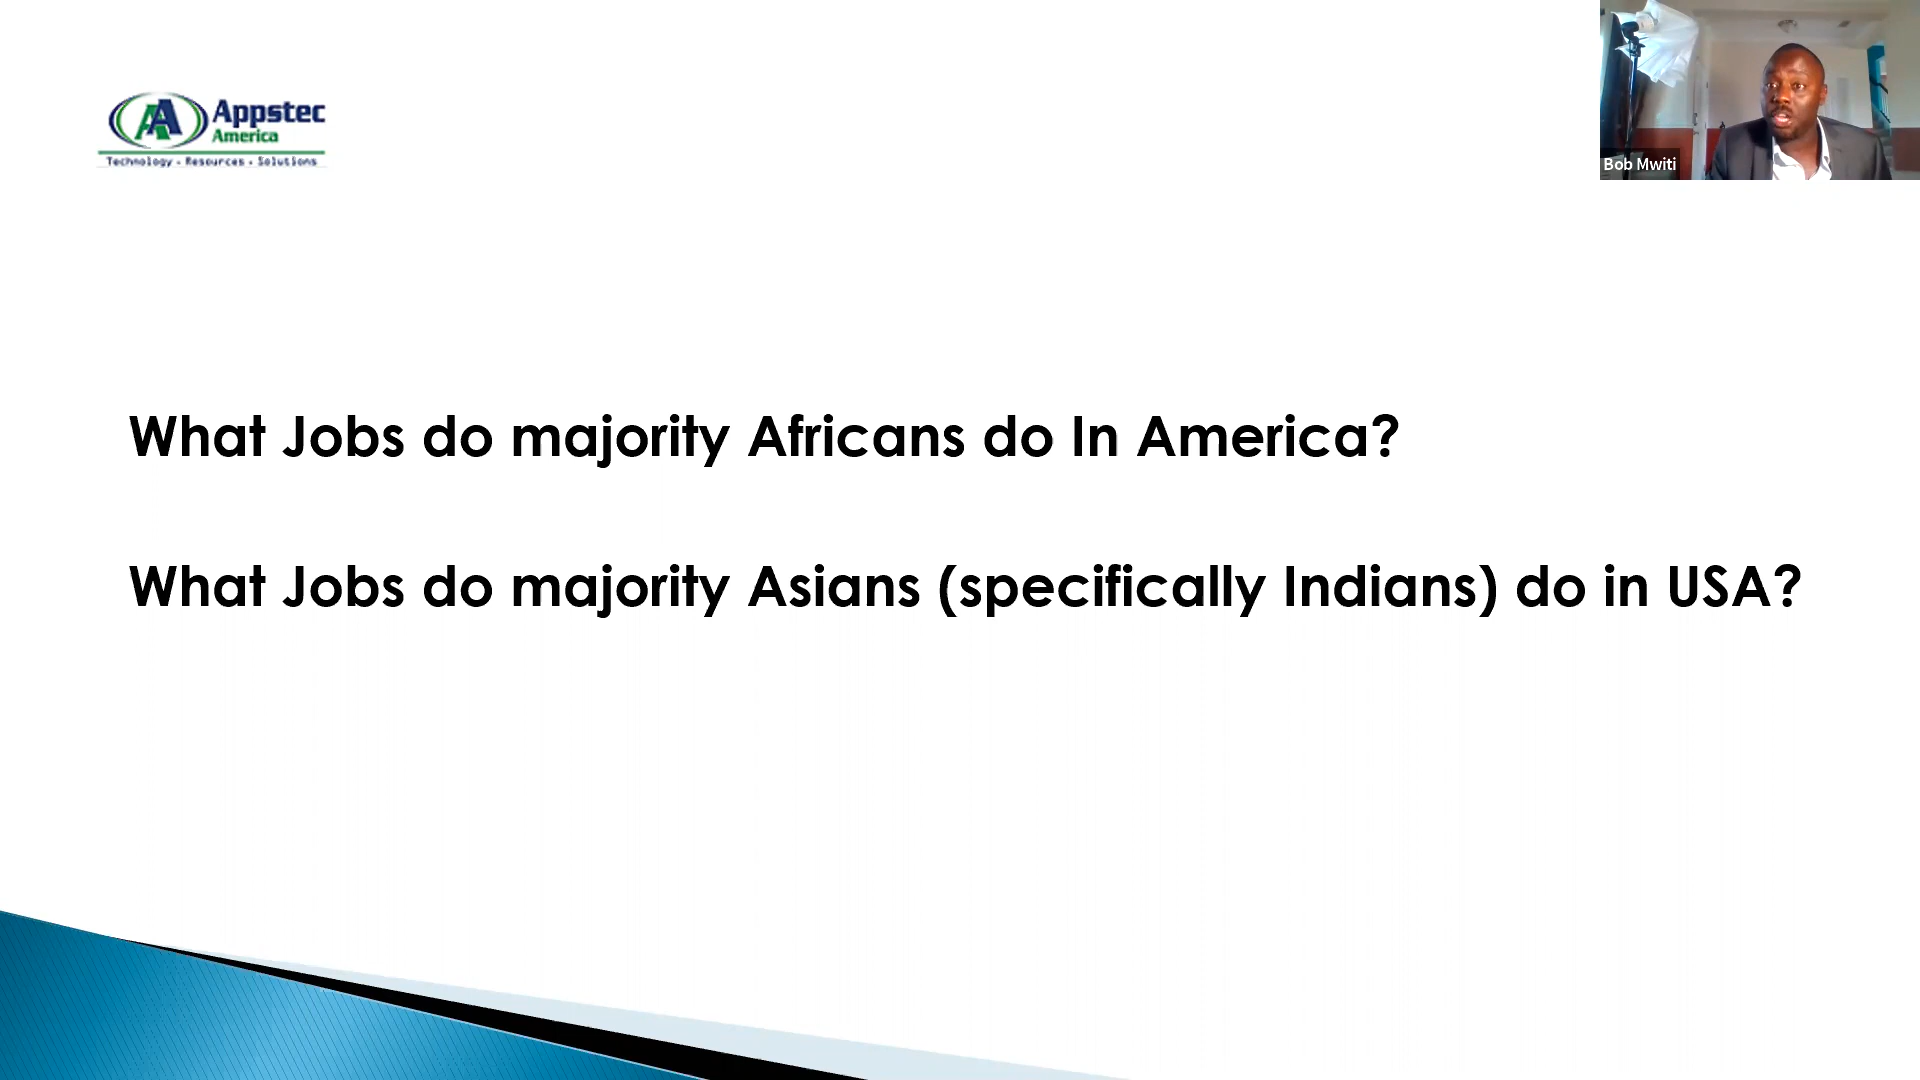 Appstec
America
Technology • Resources • Solutions
Bob Mwiti
What Jobs do majority Africans do In America?
What Jobs do majority Asians (specifically Indians) do in USA?